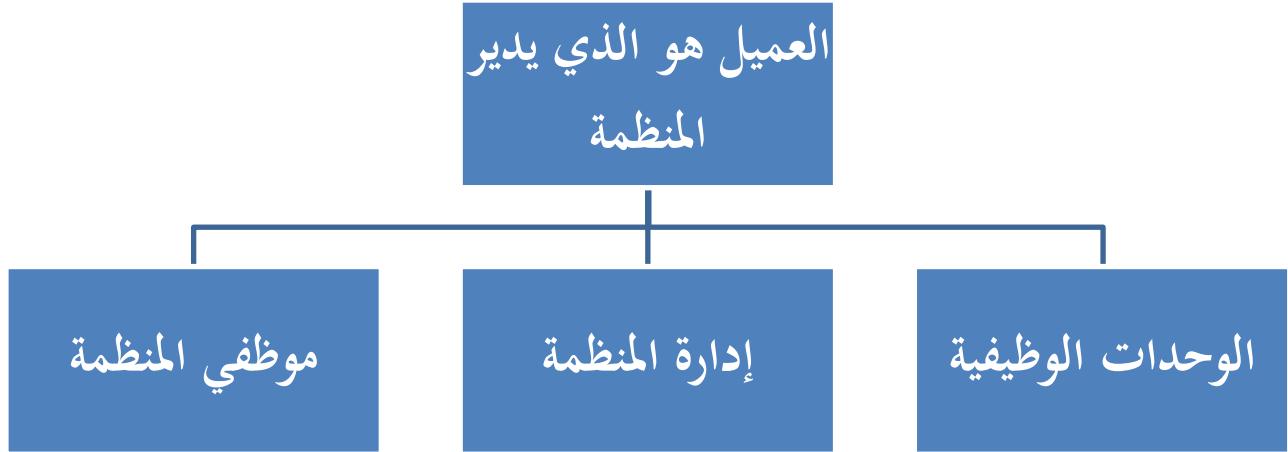 العميل هو الذي يدير
المنظمة
الوحدات الوظيفية
إدارة المنظمة
موظفي المنظمة